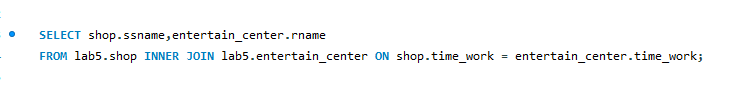 SELECT shop.ssname,entertain_center.rname
FROM lab5.shop INNER JOIN lab5.entertain_center ON shop.time_work = entertain_center.time_work;